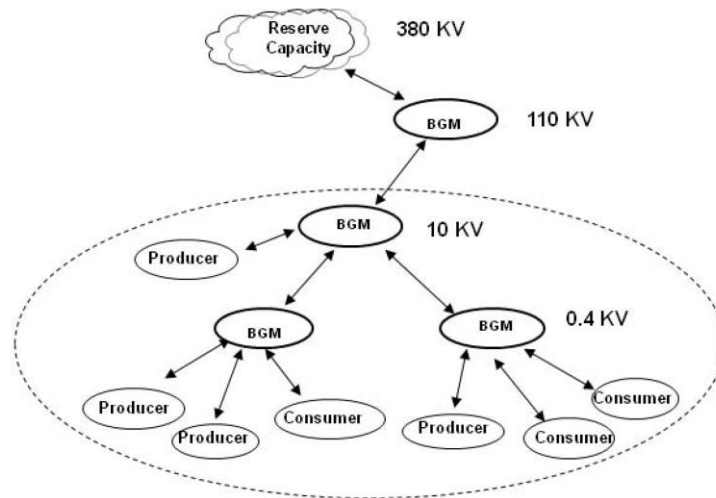 Reserve
Capacity
380 KV
BGM
110 KV
BGM
10 KV
Producer
BGM
BGM
0.4 KV
Producer
Producer
Consumer
Producer
Consumer
Consumer